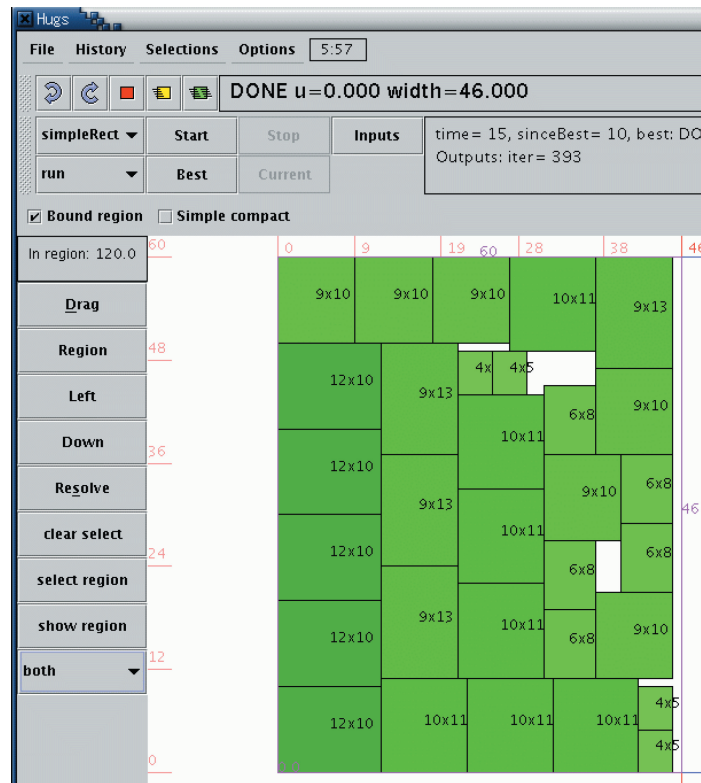 Hugs
File History Selections Options 5:57
DONE u=0.000 width=46.000
simpleRect Start Stop Inputs
run Best Current
time= 15, sinceBest= 10, best: DO
Outputs: iter= 393
Bound region Simple compact
In region: 120.0
Drag
Region
Left
Down
Resolve
clear select
select region
show region
both
60 0 9 19 60 28 38 46
48
36
24
12
0
46
9x10 9x10 9x10 10x11 9x13
12x10 9x13 4x 4x5
10x11 6x8 9x10
12x10 9x13 9x10 6x8
12x10 10x11 6x8 6x8
12x10 9x13 10x11 6x8 9x10
12x10 10x11 10x11 10x11 4x5
4x5